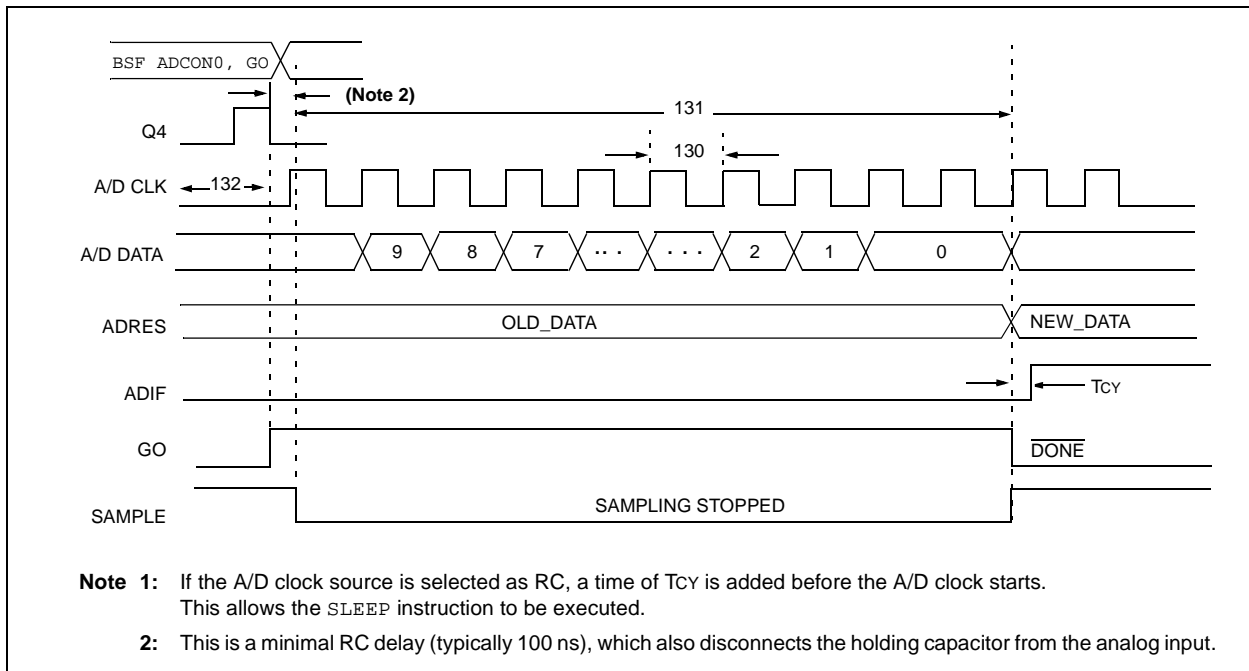 BSF ADCON0, GO
(Note 2)
131
Q4
130
A/D CLK
132
A/D DATA
9 8 7 . . . . . . 2 1 0
ADRES
OLD_DATA
NEW_DATA
ADIF
TCY
GO
DONE
SAMPLE
SAMPLING STOPPED
Note 1: If the A/D clock source is selected as RC, a time of TCY is added before the A/D clock starts.
This allows the SLEEP instruction to be executed.
2: This is a minimal RC delay (typically 100 ns), which also disconnects the holding capacitor from the analog input.